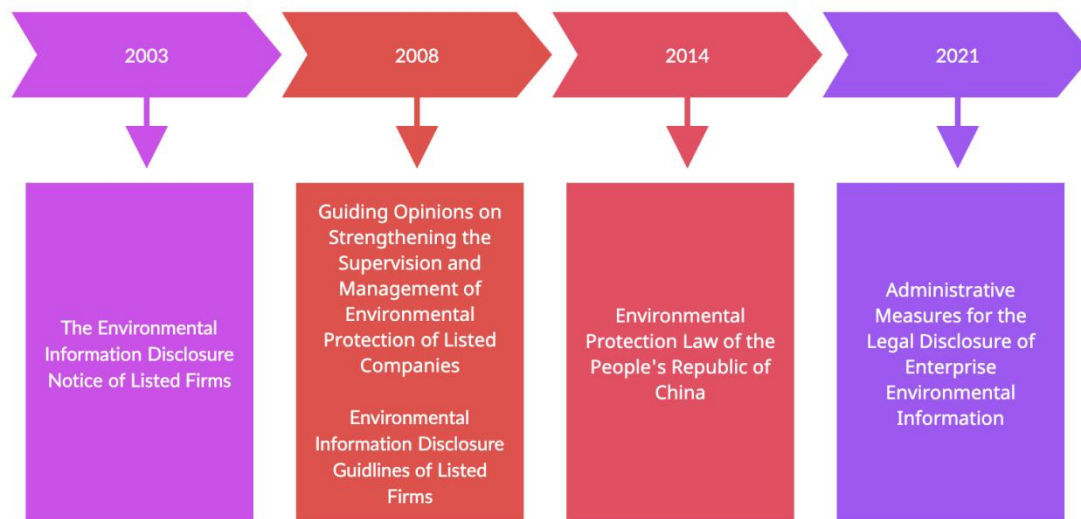 2003
2008
2014
2021
The Environmental
Information Disclosure
Notice of Listed Firms
Guiding Opinions on
Strengthening the
Supervision and
Management of
Environmental
Protection of Listed
Companies
Environmental
Information Disclosure
Guidlines of Listed
Firms
Environmental
Protection Law of the
People's Republic of
China
Administrative
Measures for the
Legal Disclosure of
Enterprise
Environmental
Information